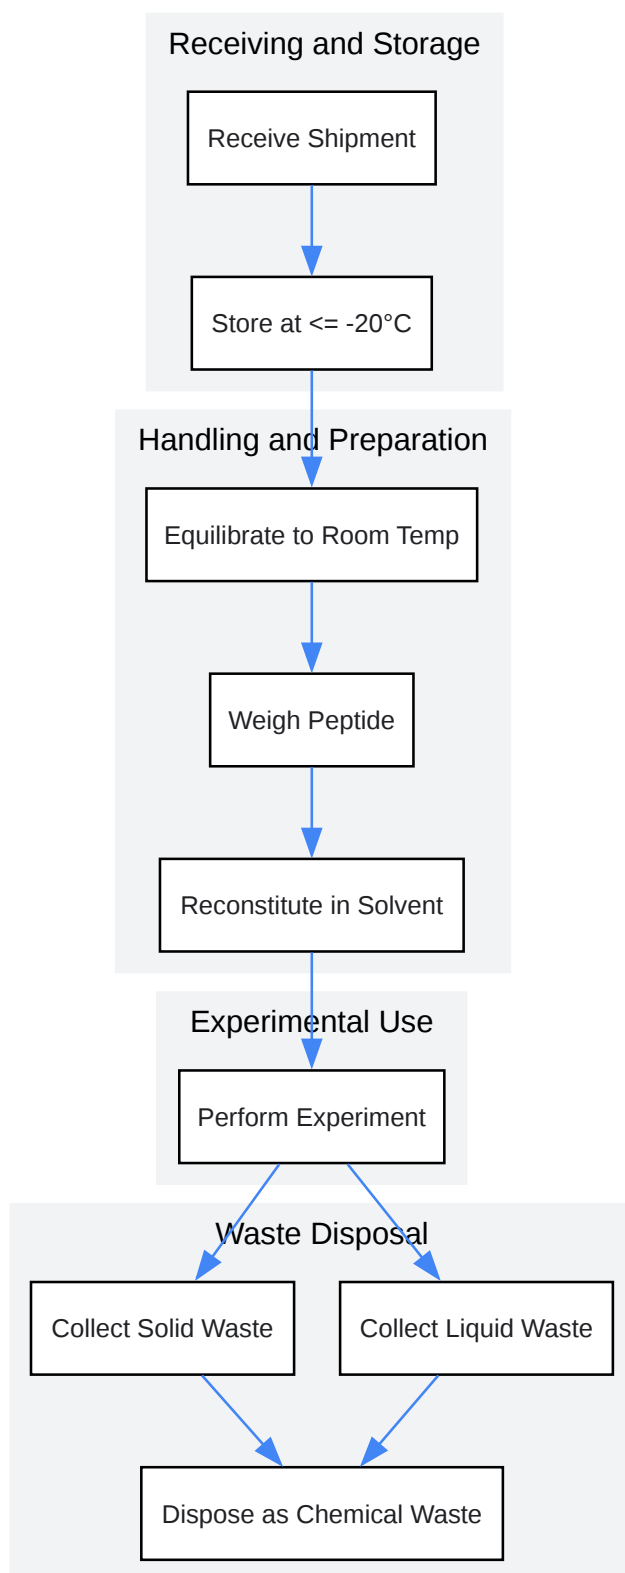 Receiving and Storage
Receive Shipment
Store at <= -20°C
Handling and Preparation
Equilibrate to Room Temp
Weigh Peptide
Reconstitute in Solvent
Experimental Use
Perform Experiment
Waste Disposal
Collect Solid Waste
Collect Liquid Waste
Dispose as Chemical Waste